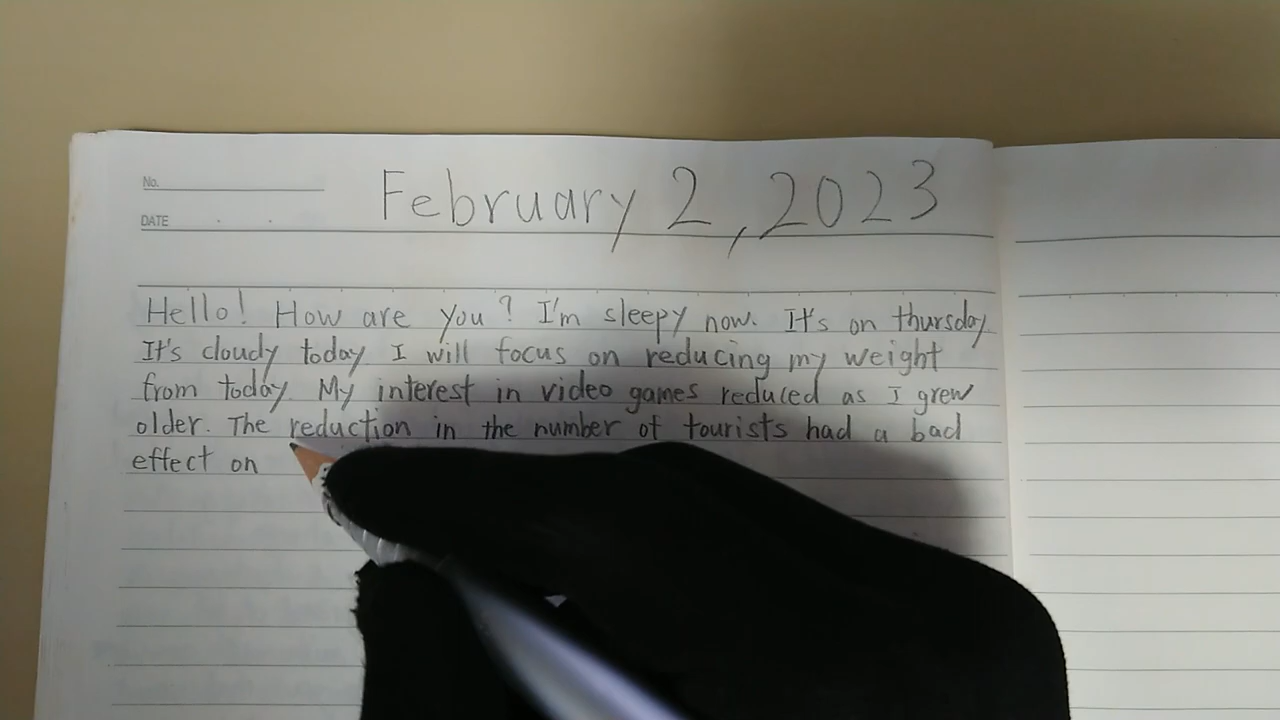 No.
February 2, 2023
DATE
Hello! How are you? I'm sleepy now. It's on thursday
It's cloudy today I will focus on reducing my weight
from today. My interest in video games reduced as I grew
older. The reduction in the number of tourists had a bad
effect on